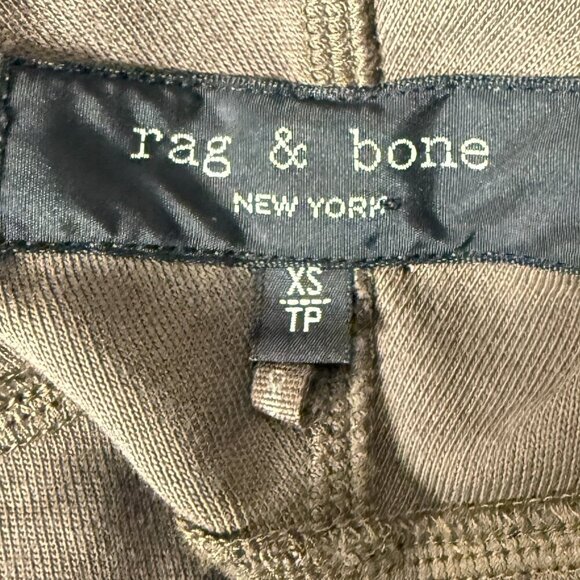 rag & bone
NEW YORK
XS
TP